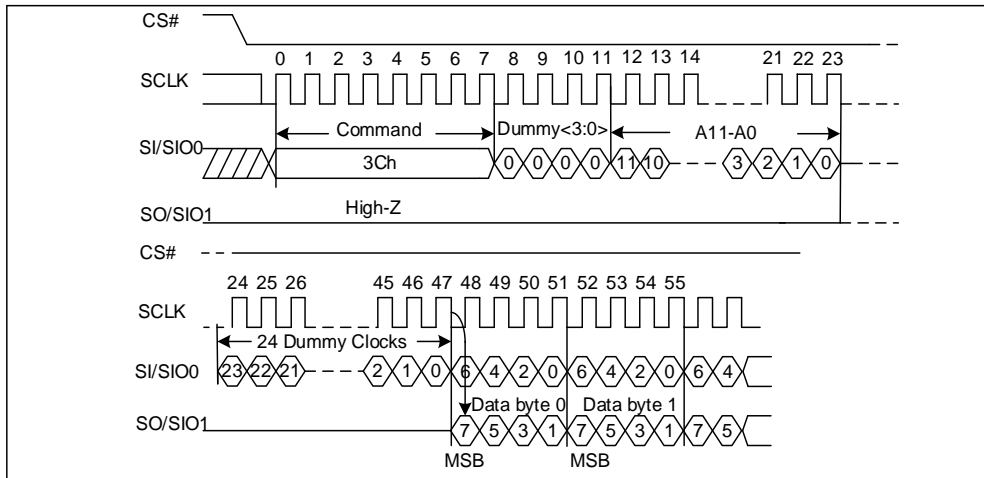 CS#
0 1 2 3 4 5 6 7 8 9 10 11 12 13 14 21 22 23
SCLK
Command Dummy<3:0> A11-A0
SI/SIO0
3Ch 0 0 0 0 11 10 3 2 1 0
High-Z
SO/SIO1
CS#
24 25 26 45 46 47 48 49 50 51 52 53 54 55
SCLK
24 Dummy Clocks
SI/SIO0 23 22 21 2 1 0 6 4 2 0 6 4 2 0 6 4
Data byte 0 Data byte 1
SO/SIO1 7 5 3 1 7 5 3 1 7 5
MSB MSB